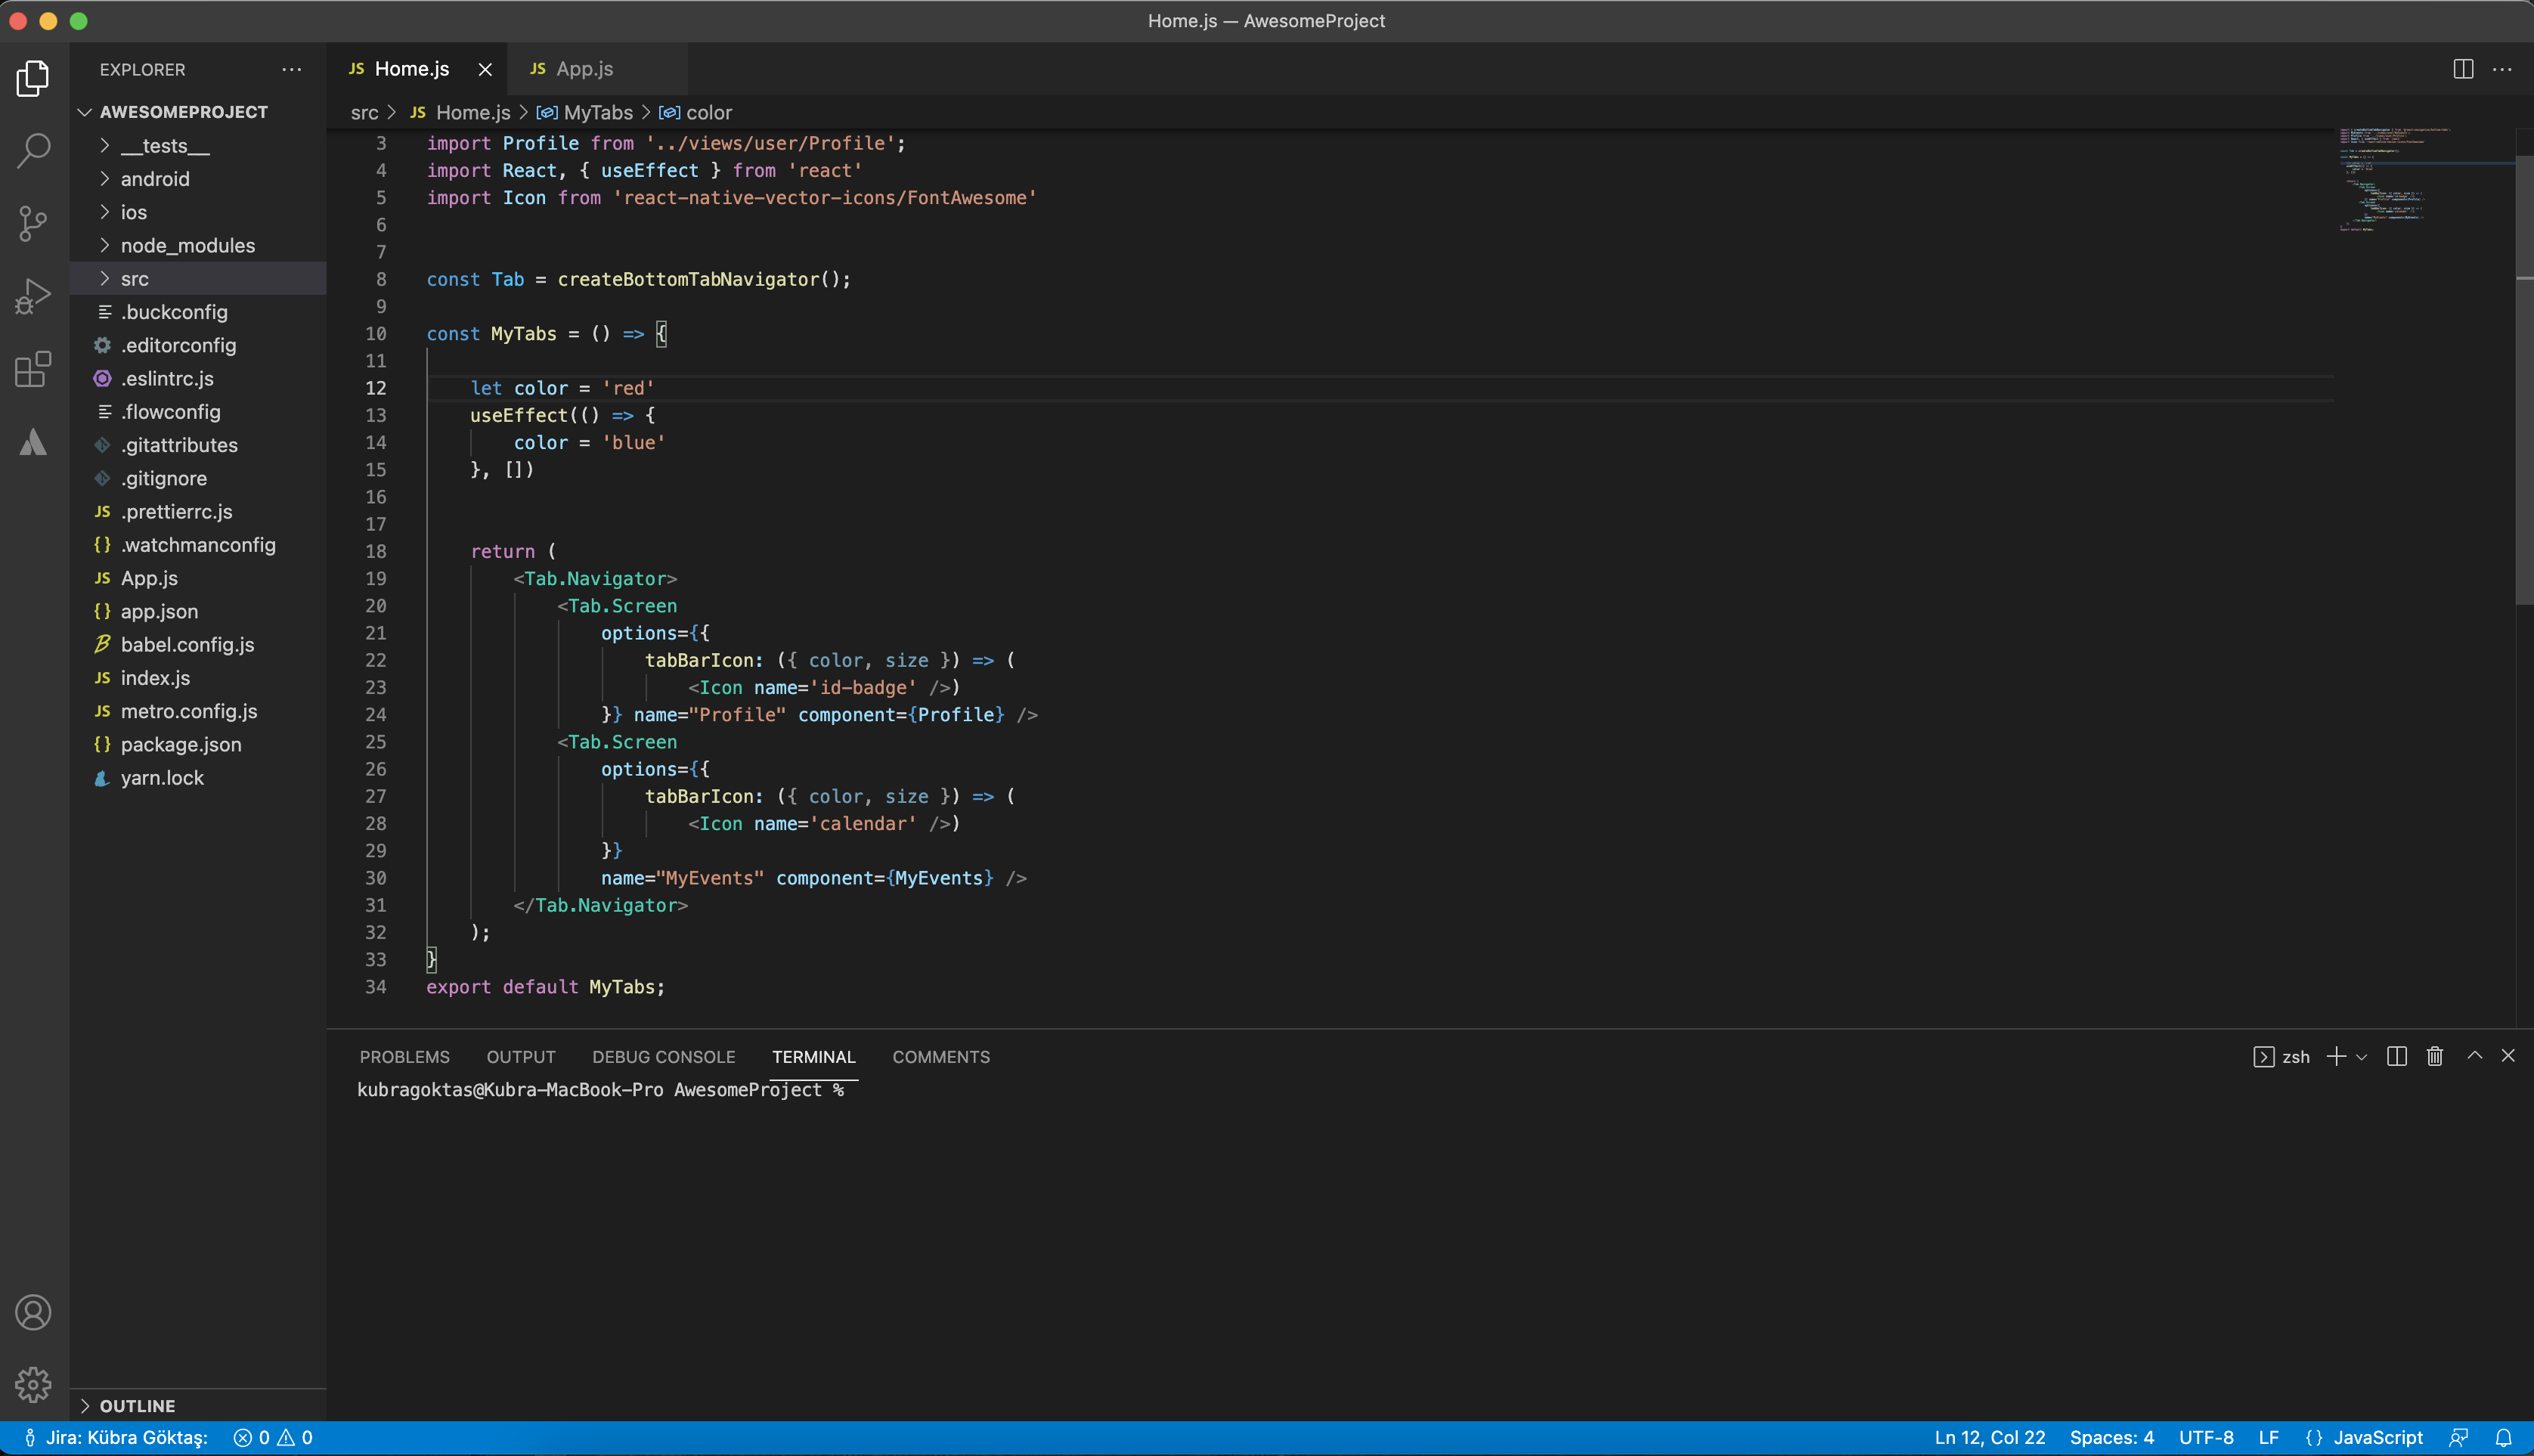 Home.js — AwesomeProject
EXPLORER
AWESOMEPROJECT
__tests__
android
ios
node_modules
src
.buckconfig
.editorconfig
.eslintrc.js
.flowconfig
.gitattributes
.gitignore
JS .prettierrc.js
{} .watchmanconfig
JS App.js
{} app.json
babel.config.js
JS index.js
JS metro.config.js
{} package.json
yarn.lock
OUTLINE
JS Home.js
JS App.js
src > JS Home.js > MyTabs > color
3 import Profile from '../views/user/Profile';
4 import React, { useEffect } from 'react'
5 import Icon from 'react-native-vector-icons/FontAwesome'
6
7
8 const Tab = createBottomTabNavigator();
9
10 const MyTabs = () => {
11
12 let color = 'red'
13 useEffect(() => {
14 color = 'blue'
15 }, [])
16
17
18 return (
19 <Tab.Navigator>
20 <Tab.Screen
21 options={{
22 tabBarIcon: ({ color, size }) => (
23 <Icon name='id-badge' />)
24 }} name="Profile" component={Profile} />
25 <Tab.Screen
26 options={{
27 tabBarIcon: ({ color, size }) => (
28 <Icon name='calendar' />)
29 }}
30 name="MyEvents" component={MyEvents} />
31 </Tab.Navigator>
32 );
33 }
34 export default MyTabs;
PROBLEMS OUTPUT DEBUG CONSOLE TERMINAL COMMENTS
zsh
kubragoktas@Kubra-MacBook-Pro AwesomeProject %
Jira: Kübra Göktaş: 0 0
Ln 12, Col 22 Spaces: 4 UTF-8 LF {} JavaScript